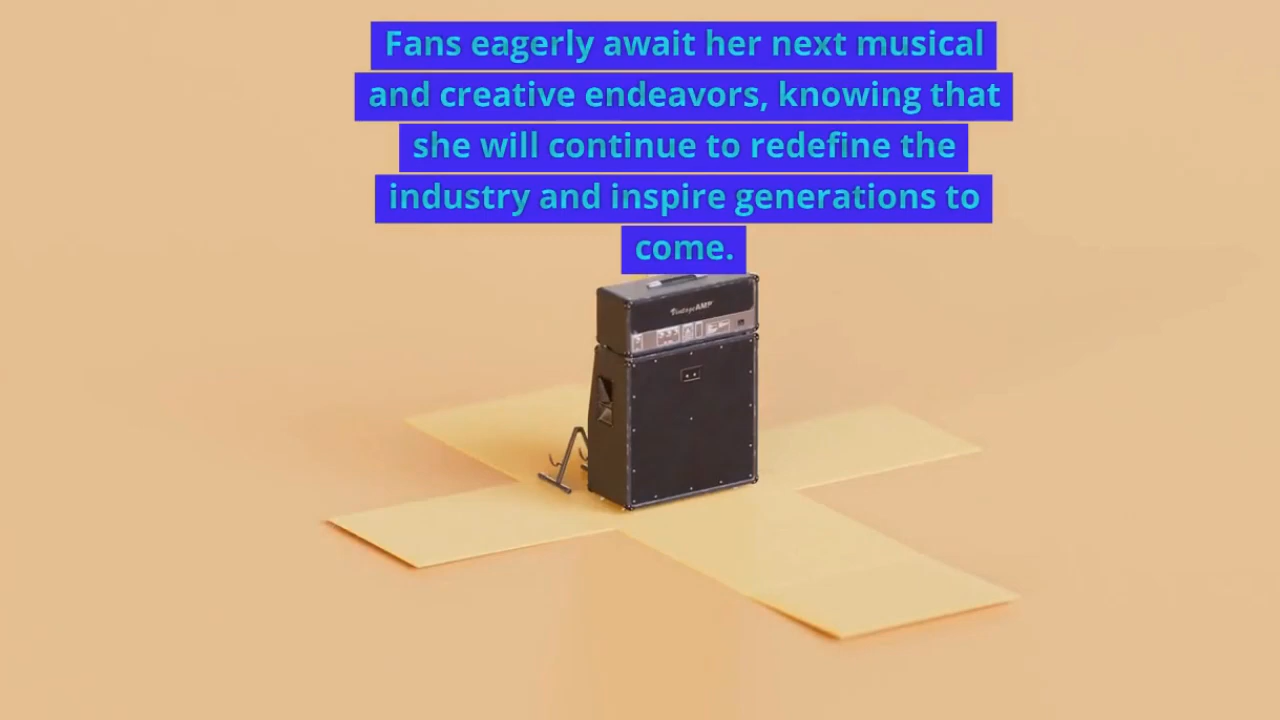 Fans eagerly await her next musical
and creative endeavors, knowing that
she will continue to redefine the
industry and inspire generations to
come.
VintageAMP